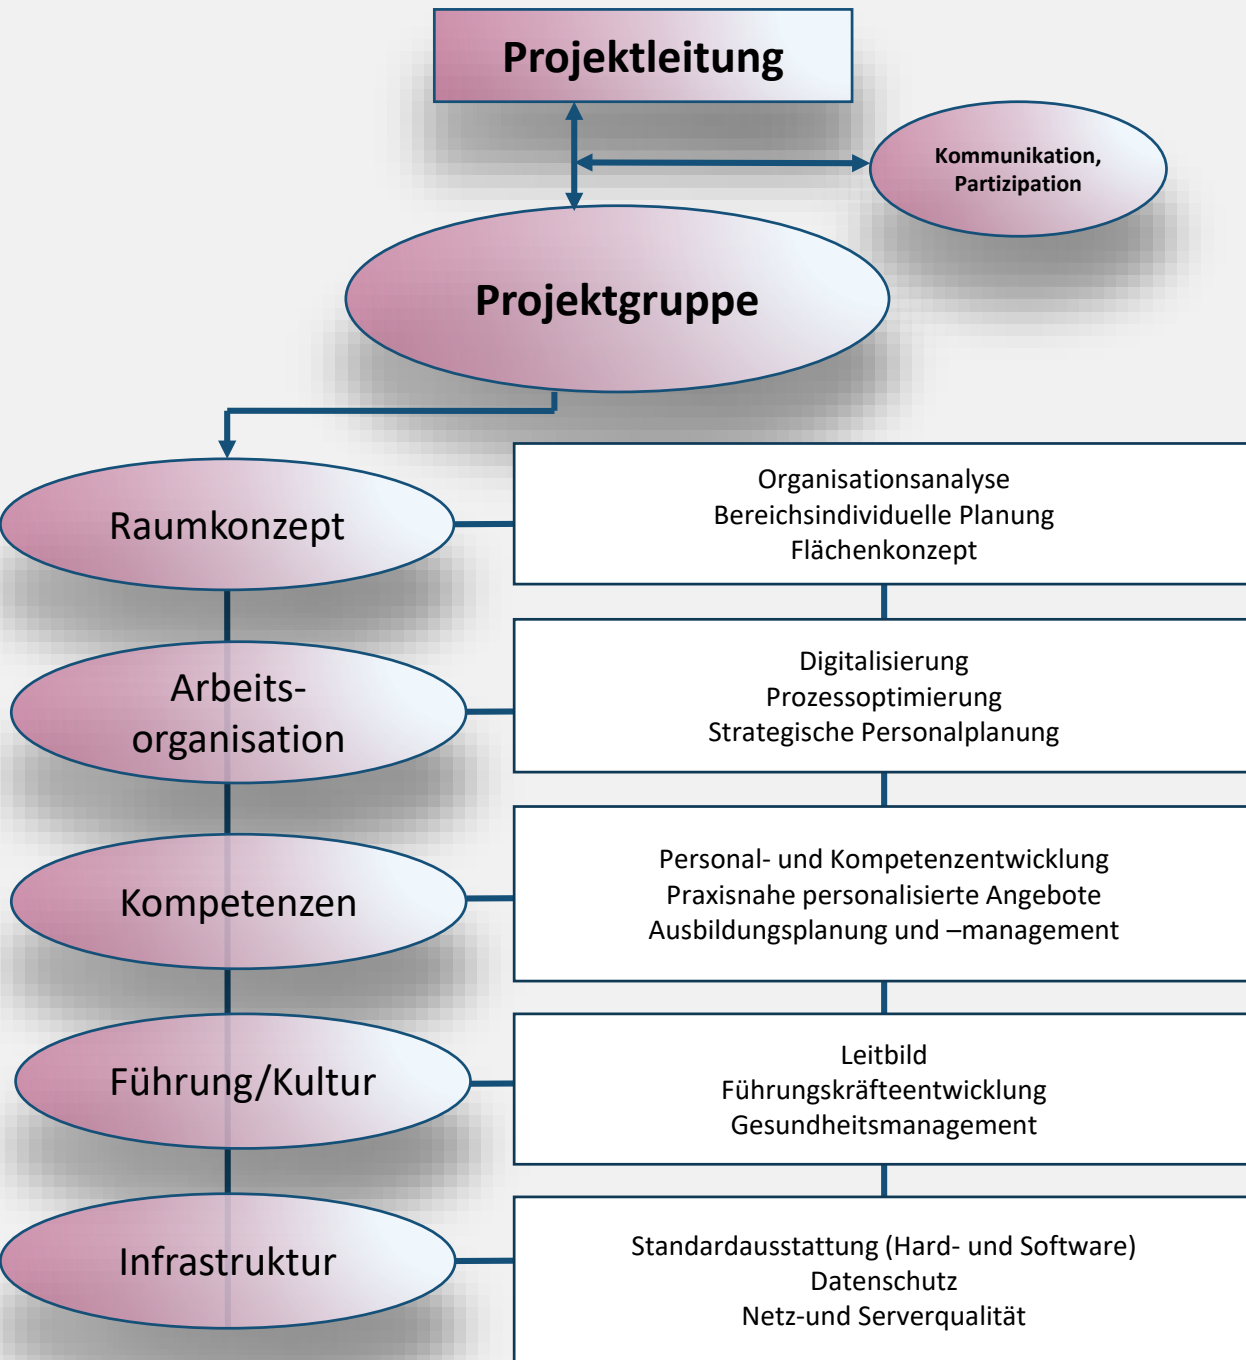 Projektleitung
Kommunikation,
Partizipation
Projektgruppe
Raumkonzept
Organisationsanalyse
Bereichsindividuelle Planung
Flächenkonzept
Arbeits-
organisation
Digitalisierung
Prozessoptimierung
Strategische Personalplanung
Kompetenzen
Personal- und Kompetenzentwicklung
Praxisnahe personalisierte Angebote
Ausbildungsplanung und –management
Führung/Kultur
Leitbild
Führungskräfteentwicklung
Gesundheitsmanagement
Infrastruktur
Standardausstattung (Hard- und Software)
Datenschutz
Netz-und Serverqualität